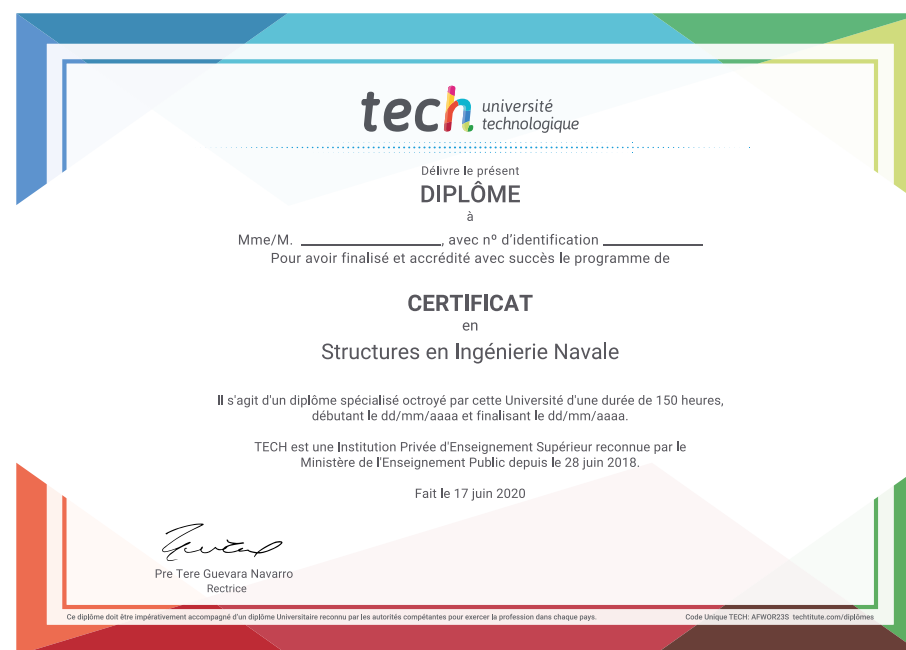 tech université
technologique
Délivre le présent
DIPLÔME
à
Mme/M. ____________________, avec nº d'identification ______________
Pour avoir finalisé et accrédité avec succès le programme de
CERTIFICAT
en
Structures en Ingénierie Navale
Il s'agit d'un diplôme spécialisé octroyé par cette Université d'une durée de 150 heures,
débutant le dd/mm/aaaa et finalisant le dd/mm/aaaa.
TECH est une Institution Privée d'Enseignement Supérieur reconnue par le
Ministère de l'Enseignement Public depuis le 28 juin 2018.
Fait le 17 juin 2020
Pre Tere Guevara Navarro
Rectrice
Ce diplôme doit être impérativement accompagné d'un diplôme Universitaire reconnu par les autorités compétantes pour exercer la profession dans chaque pays.
Code Unique TECH: AFWOR23S techtitute.com/diplômes